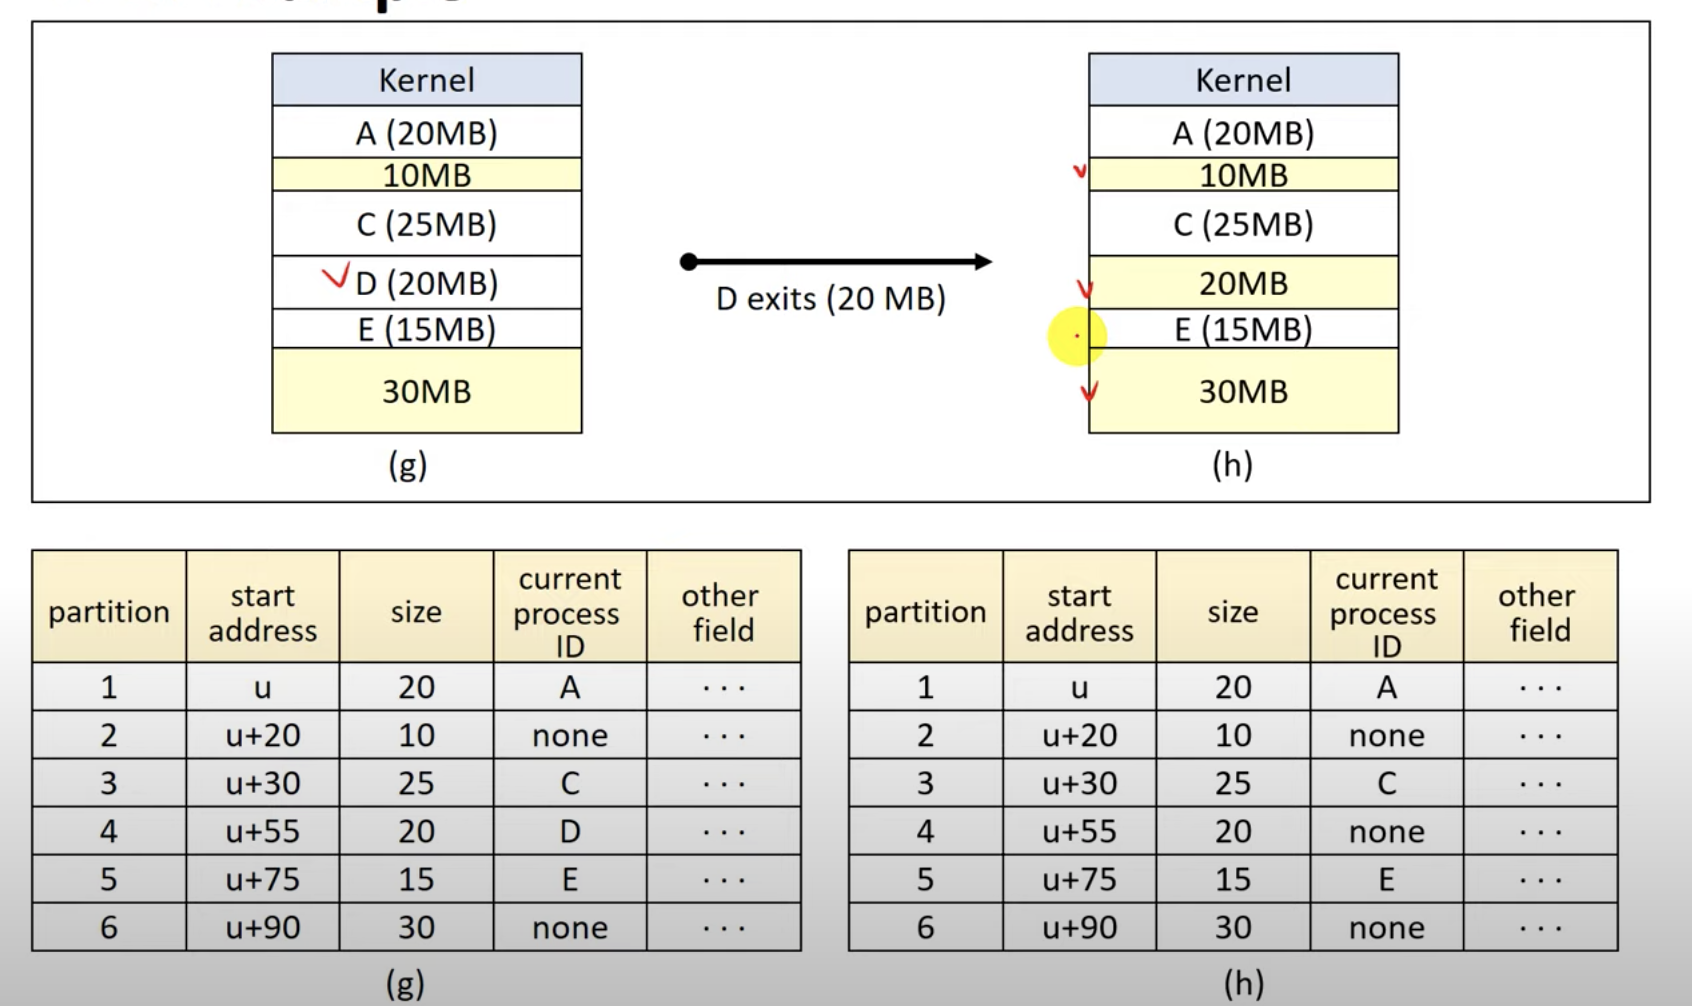 Kernel
A (20MB)
10MB
C (25MB)
D (20MB)
E (15MB)
30MB
(g)
D exits (20 MB)
Kernel
A (20MB)
10MB
C (25MB)
20MB
E (15MB)
30MB
(h)
partition start address size current process ID other field
1 u 20 A ...
2 u+20 10 none ...
3 u+30 25 C ...
4 u+55 20 D ...
5 u+75 15 E ...
6 u+90 30 none ...
(g)
partition start address size current process ID other field
1 u 20 A ...
2 u+20 10 none ...
3 u+30 25 C ...
4 u+55 20 none ...
5 u+75 15 E ...
6 u+90 30 none ...
(h)